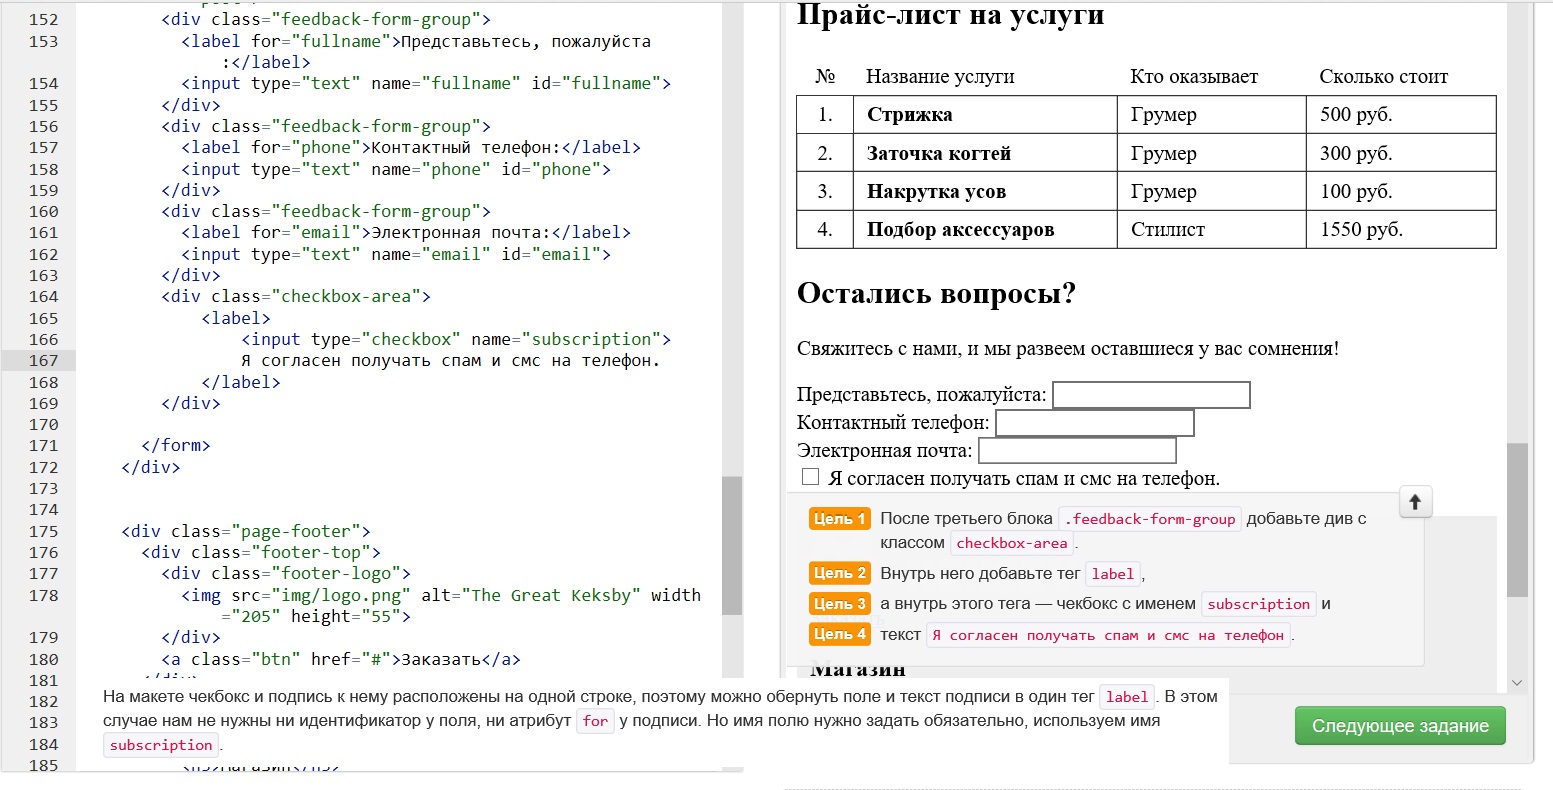 152 <div class="feedback-form-group">
153 <label for="fullname">Представьтесь, пожалуйста
:</label>
154 <input type="text" name="fullname" id="fullname">
155 </div>
156 <div class="feedback-form-group">
157 <label for="phone">Контактный телефон:</label>
158 <input type="text" name="phone" id="phone">
159 </div>
160 <div class="feedback-form-group">
161 <label for="email">Электронная почта:</label>
162 <input type="text" name="email" id="email">
163 </div>
164 <div class="checkbox-area">
165 <label>
166 <input type="checkbox" name="subscription">
167 Я согласен получать спам и смс на телефон.
168 </label>
169 </div>
170
171 </form>
172 </div>
173
174
175 <div class="page-footer">
176 <div class="footer-top">
177 <div class="footer-logo">
178 <img src="img/logo.png" alt="The Great Keksby" width
="205" height="55">
179 </div>
180 <a class="btn" href="#">Заказать</a>
181
182
183
184
185
На макете чекбокс и подпись к нему расположены на одной строке, поэтому можно обернуть поле и текст подписи в один тег label. В этом
случае нам не нужны ни идентификатор у поля, ни атрибут for у подписи. Но имя полю нужно задать обязательно, используем имя
subscription.
Прайс-лист на услуги
№ Название услуги Кто оказывает Сколько стоит
1. Стрижка Грумер 500 руб.
2. Заточка когтей Грумер 300 руб.
3. Накрутка усов Грумер 100 руб.
4. Подбор аксессуаров Стилист 1550 руб.
Остались вопросы?
Свяжитесь с нами, и мы развеем оставшиеся у вас сомнения!
Представьтесь, пожалуйста:
Контактный телефон:
Электронная почта:
Я согласен получать спам и смс на телефон.
Цель 1 После третьего блока .feedback-form-group добавьте див с
классом checkbox-area.
Цель 2 Внутрь него добавьте тег label,
Цель 3 а внутрь этого тега — чекбокс с именем subscription и
Цель 4 текст Я согласен получать спам и смс на телефон.
Магазин
Следующее задание